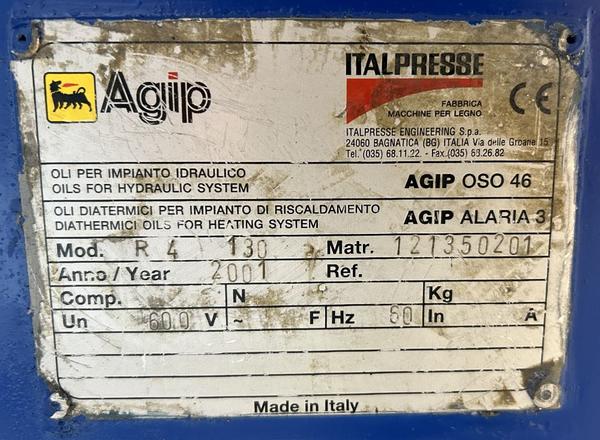 Agip
ITALPRESSE
FABBRICA
MACCHINE PER LEGNO
CE
ITALPRESSE ENGINEERING S.p.a.
24060 BAGNATICA (BG) ITALIA Via delle Groane 15
Tel. (035) 68.11.22. - Fax.(035) 68.26.82
OLI PER IMPIANTO IDRAULICO
OILS FOR HYDRAULIC SYSTEM
AGIP OSO 46
OLI DIATERMICI PER IMPIANTO DI RISCALDAMENTO
DIATHERMIC OILS FOR HEATING SYSTEM
AGIP ALARIA 3
Mod. R 4 130 Matr. 121350201
Anno / Year 2001 Ref.
Comp. N Kg
Un 600 V ~ F Hz 60 In A
Made in Italy